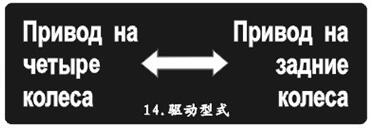 Привод на
четыре
колеса
Привод на
задние
колеса
14.驱动型式